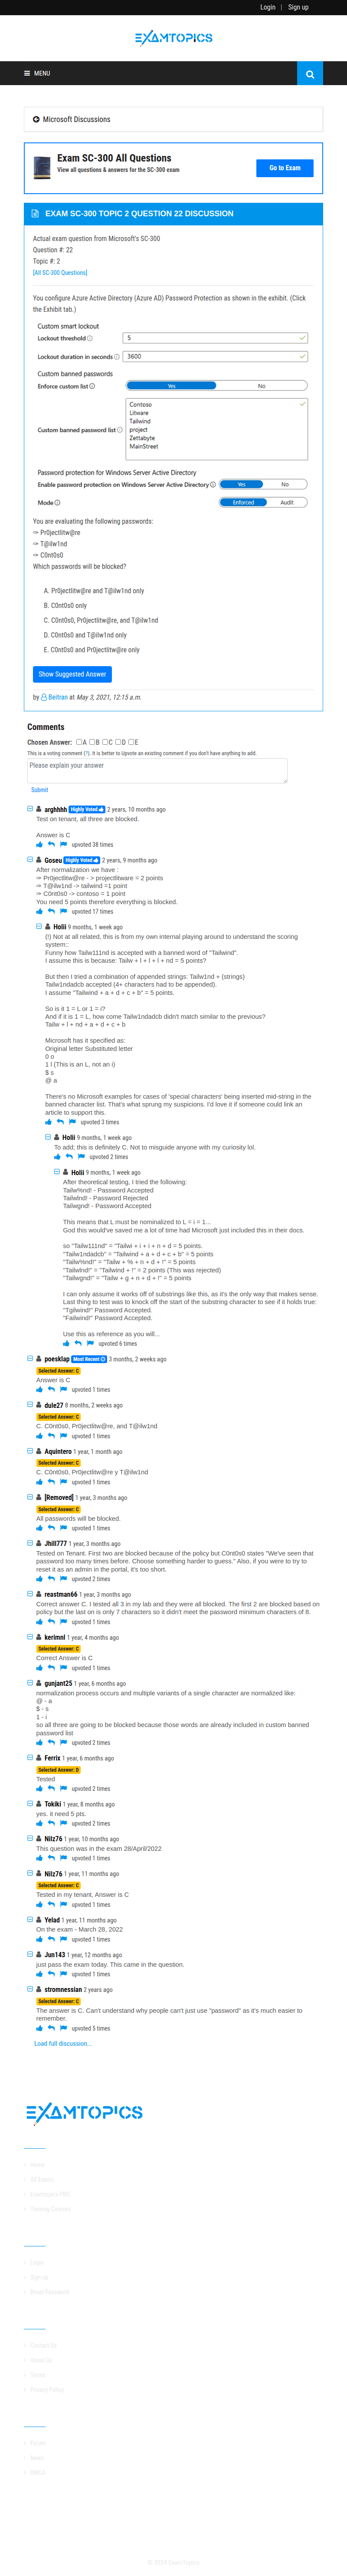 Login | Sign up
EXAMTOPICS
MENU
Microsoft Discussions
Exam SC-300 All Questions
View all questions & answers for the SC-300 exam
Go to Exam
EXAM SC-300 TOPIC 2 QUESTION 22 DISCUSSION
Actual exam question from Microsoft's SC-300
Question #: 22
Topic #: 2
[All SC-300 Questions]
You configure Azure Active Directory (Azure AD) Password Protection as shown in the exhibit. (Click
the Exhibit tab.)
Custom smart lockout
Lockout threshold 5
Lockout duration in seconds 3600
Custom banned passwords
Enforce custom list Yes No
Custom banned password list
Contoso
Litware
Tailwind
project
Zettabyte
MainStreet
Password protection for Windows Server Active Directory
Enable password protection on Windows Server Active Directory Yes No
Mode Enforced Audit
You are evaluating the following passwords:
⇨ Pr0jectlitw@re
⇨ T@ilw1nd
⇨ C0nt0s0
Which passwords will be blocked?
A. Pr0jectlitw@re and T@ilw1nd only
B. C0nt0s0 only
C. C0nt0s0, Pr0jectlitw@re, and T@ilw1nd
D. C0nt0s0 and T@ilw1nd only
E. C0nt0s0 and Pr0jectlitw@re only
Show Suggested Answer
by Beitran at May 3, 2021, 12:15 a.m.
Comments
Chosen Answer: A B C D E
This is a voting comment (?). It is better to Upvote an existing comment if you don't have anything to add.
Please explain your answer
Submit
arghhhh Highly Voted 2 years, 10 months ago
Test on tenant, all three are blocked.
Answer is C
upvoted 38 times
Goseu Highly Voted 2 years, 9 months ago
After normalization we have :
⇒ Pr0jectlitw@re - > projectlitware = 2 points
⇒ T@ilw1nd -> tailwind =1 point
⇒ C0nt0s0 -> contoso = 1 point
You need 5 points therefore everything is blocked.
upvoted 17 times
Holii 9 months, 1 week ago
(!) Not at all related, this is from my own internal playing around to understand the scoring
system::
Funny how Tailw111nd is accepted with a banned word of "Tailwind".
I assume this is because: Tailw + l + l + l + nd = 5 points?
But then I tried a combination of appended strings: Tailw1nd + (strings)
Tailw1ndadcb accepted (4+ characters had to be appended).
I assume "Tailwind + a + d + c + b" = 5 points.
So is it 1 = L or 1 = i?
And if it is 1 = L, how come Tailw1ndadcb didn't match similar to the previous?
Tailw + l + nd + a + d + c + b
Microsoft has it specified as:
Original letter Substituted letter
0 o
1 l (This is an L, not an i)
$ s
@ a
There's no Microsoft examples for cases of 'special characters' being inserted mid-string in the
banned character list. That's what sprung my suspicions. I'd love it if someone could link an
article to support this.
upvoted 3 times
Holii 9 months, 1 week ago
To add; this is definitely C. Not to misguide anyone with my curiosity lol.
upvoted 2 times
Holii 9 months, 1 week ago
After theoretical testing, I tried the following:
Tailw%nd! - Password Accepted
Tailwlnd! - Password Rejected
Tailwgnd! - Password Accepted
This means that L must be nominalized to L = i = 1...
God this would've saved me a lot of time had Microsoft just included this in their docs.
so "Tailw111nd" = "Tailwi + i + i + n + d = 5 points.
"Tailw1ndadcb" = "Tailwind + a + d + c + b" = 5 points
"Tailw%nd!" = "Tailw + % + n + d + !" = 5 points
"Tailwlnd!" = "Tailwind + !" = 2 points (This was rejected)
"Tailwgnd!" = "Tailw + g + n + d + !" = 5 points
I can only assume it works off of substrings like this, as it's the only way that makes sense.
Last thing to test was to knock off the start of the substring character to see if it holds true:
"Tgilwind!" Password Accepted.
"Failwind!" Password Accepted.
Use this as reference as you will...
upvoted 6 times
poesklap Most Recent 3 months, 2 weeks ago
Selected Answer: C
Answer is C
upvoted 1 times
dule27 8 months, 2 weeks ago
Selected Answer: C
C. C0nt0s0, Pr0jectlitw@re, and T@ilw1nd
upvoted 1 times
Aquintero 1 year, 1 month ago
Selected Answer: C
C. C0nt0s0, Pr0jectlitw@re y T@ilw1nd
upvoted 1 times
[Removed] 1 year, 3 months ago
Selected Answer: C
All passwords will be blocked.
upvoted 1 times
Jhill777 1 year, 3 months ago
Tested on Tenant. First two are blocked because of the policy but C0nt0s0 states "We've seen that
password too many times before. Choose something harder to guess." Also, if you were to try to
reset it as an admin in the portal, it's too short.
upvoted 2 times
reastman66 1 year, 3 months ago
Correct answer C. I tested all 3 in my lab and they were all blocked. The first 2 are blocked based on
policy but the last on is only 7 characters so it didn't meet the password minimum characters of 8.
upvoted 1 times
kerimnl 1 year, 4 months ago
Selected Answer: C
Correct Answer is C
upvoted 1 times
gunjant25 1 year, 6 months ago
normalization process occurs and multiple variants of a single character are normalized like:
@ - a
$ - s
1 - i
so all three are going to be blocked because those words are already included in custom banned
password list
upvoted 2 times
Ferrix 1 year, 6 months ago
Selected Answer: D
Tested
upvoted 2 times
Tokiki 1 year, 8 months ago
yes. it need 5 pts.
upvoted 2 times
Nilz76 1 year, 10 months ago
This question was in the exam 28/April/2022
upvoted 1 times
Nilz76 1 year, 11 months ago
Selected Answer: C
Tested in my tenant, Answer is C
upvoted 1 times
Yelad 1 year, 11 months ago
On the exam - March 28, 2022
upvoted 1 times
Jun143 1 year, 12 months ago
just pass the exam today. This came in the question.
upvoted 1 times
stromnessian 2 years ago
Selected Answer: C
The answer is C. Can't understand why people can't just use "password" as it's much easier to
remember.
upvoted 5 times
Load full discussion...
EXAMTOPICS
Home
All Exams
ExamTopics PRO
Training Courses
Login
Sign up
Reset Password
Contact Us
About Us
Terms
Privacy Policy
Forum
News
DMCA
© 2024 ExamTopics